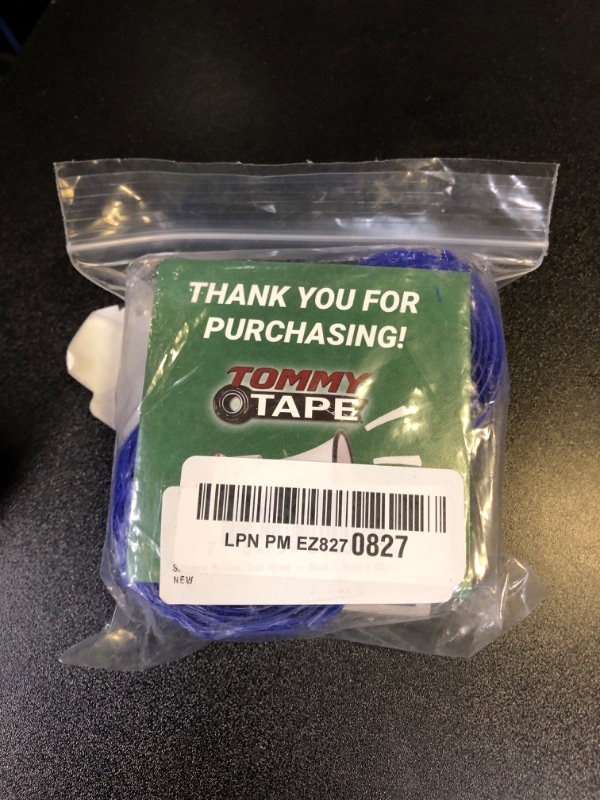 THANK YOU FOR
PURCHASING!
TOMMY
TAPE
LPN PM EZ827 0827
NEW